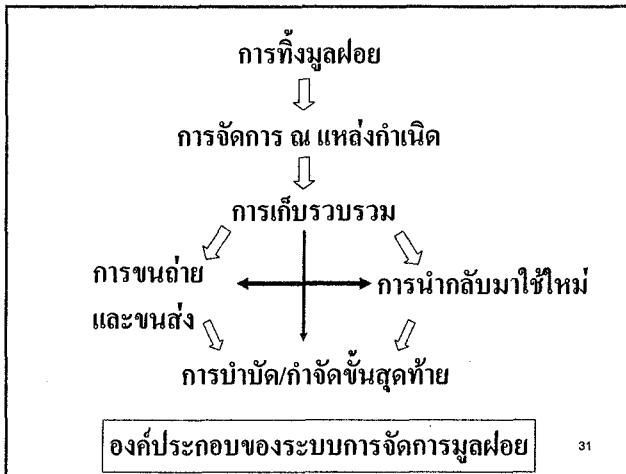 การทิ้งมูลฝอย
การจัดการ ณ แหล่งกำเนิด
การเก็บรวบรวม
การขนถ่าย
และขนส่ง
การนำกลับมาใช้ใหม่
การบำบัด/กำจัดขั้นสุดท้าย
องค์ประกอบของระบบการจัดการมูลฝอย
31